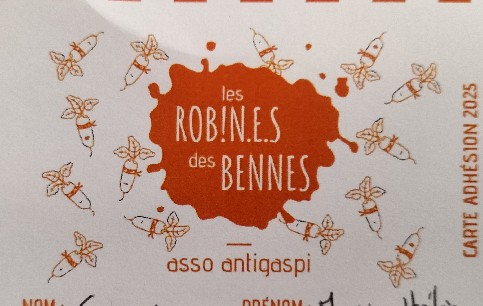 les
ROB!N.E.S
des BENNES
asso antigaspi
CARTE ADHÉSION 2025
NOM
PRÉNOM